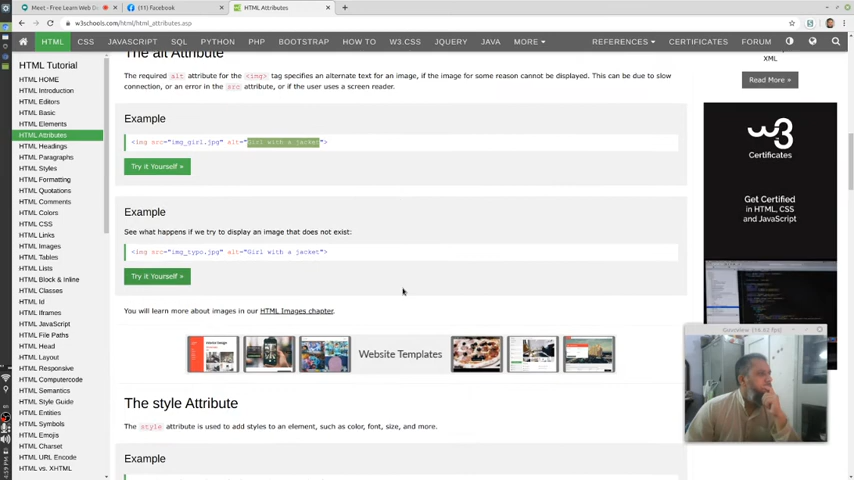 Meet - Free Learn Web D
Facebook
HTML Attributes
w3schools.com/html/html_attributes.asp
HTML
CSS
JAVASCRIPT
SQL
PYTHON
PHP
BOOTSTRAP
HOW TO
W3.CSS
JQUERY
JAVA
MORE
REFERENCES
CERTIFICATES
FORUM
HTML Tutorial
HTML HOME
HTML Introduction
HTML Editors
HTML Basic
HTML Elements
HTML Attributes
HTML Headings
HTML Paragraphs
HTML Styles
HTML Formatting
HTML Quotations
HTML Comments
HTML Colors
HTML CSS
HTML Links
HTML Images
HTML Tables
HTML Lists
HTML Block & Inline
HTML Classes
HTML Id
HTML Iframes
HTML JavaScript
HTML File Paths
HTML Head
HTML Layout
HTML Responsive
HTML Computercode
HTML Semantics
HTML Style Guide
HTML Entities
HTML Symbols
HTML Emojis
HTML Charset
HTML URL Encode
HTML vs. XHTML
The alt Attribute
The required alt attribute for the <img> tag specifies an alternate text for an image, if the image for some reason cannot be displayed. This can be due to slow
connection, or an error in the src attribute, or if the user uses a screen reader.
Example
<img src="img_girl.jpg" alt="Girl with a jacket">
Try it Yourself »
Example
See what happens if we try to display an image that does not exist:
<img src="img_typo.jpg" alt="Girl with a jacket">
Try it Yourself »
You will learn more about images in our HTML Images chapter.
Website Templates
The style Attribute
The style attribute is used to add styles to an element, such as color, font, size, and more.
Example
XML
Read More »
w3
Certificates
Get Certified
in HTML, CSS
and JavaScript
4:59 PM